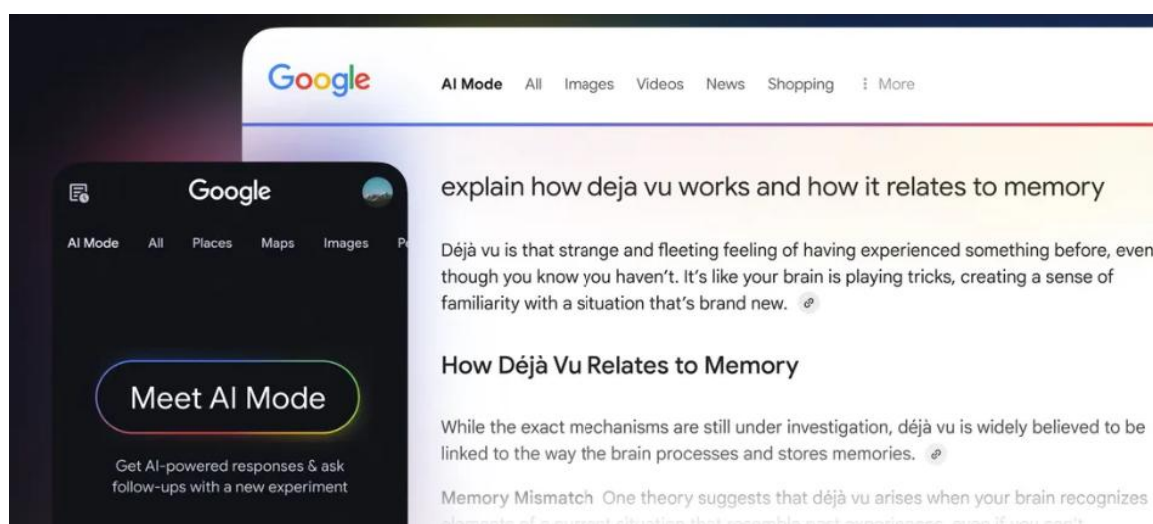 Google
AI Mode All Images Videos News Shopping More
explain how deja vu works and how it relates to memory
Déjà vu is that strange and fleeting feeling of having experienced something before, even
though you know you haven't. It's like your brain is playing tricks, creating a sense of
familiarity with a situation that's brand new.
How Déjà Vu Relates to Memory
While the exact mechanisms are still under investigation, déjà vu is widely believed to be
linked to the way the brain processes and stores memories.
Memory Mismatch One theory suggests that déjà vu arises when your brain recognizes
Google
AI Mode All Places Maps Images
Meet AI Mode
Get AI-powered responses & ask
follow-ups with a new experiment